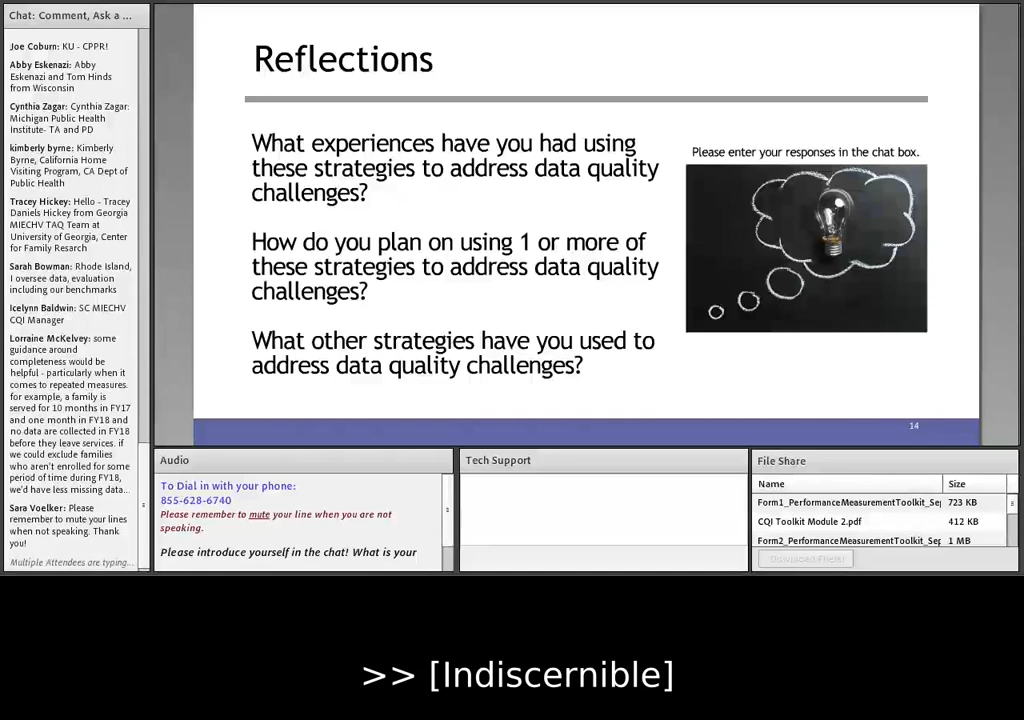 Chat: Comment, Ask a ...
Joe Coburn: KU - CPPR!
Abby Eskenazi: Abby
Eskenazi and Tom Hinds
from Wisconsin
Cynthia Zagar: Cynthia Zagar:
Michigan Public Health
Institute- TA and PD
kimberly byrne: Kimberly
Byrne, California Home
Visiting Program, CA Dept of
Public Health
Tracey Hickey: Hello - Tracey
Daniels Hickey from Georgia
MIECHV TAQ Team at
University of Georgia, Center
for Family Resarch
Sarah Bowman: Rhode Island,
I oversee data, evaluation
including our benchmarks
Icelynn Baldwin: SC MIECHV
CQI Manager
Lorraine McKelvey: some
guidance around
completeness would be
helpful - particularly when it
comes to repeated measures.
for example, a family is
served for 10 months in FY17
and one month in FY18 and
no data are collected in FY18
before they leave services. if
we could exclude families
who aren't enrolled for some
period of time during FY18,
we'd have less missing data...
Sara Voelker: Please
remember to mute your lines
when not speaking. Thank
you!
Multiple Attendees are typing...
Reflections
What experiences have you had using
these strategies to address data quality
challenges?
How do you plan on using 1 or more of
these strategies to address data quality
challenges?
What other strategies have you used to
address data quality challenges?
Please enter your responses in the chat box.
14
Audio
To Dial in with your phone:
855-628-6740
Please remember to mute your line when you are not
speaking.
Please introduce yourself in the chat! What is your
Tech Support
File Share
Name Size
Form1_PerformanceMeasurementToolkit_Sep 723 KB
CQI Toolkit Module 2.pdf 412 KB
Form2_PerformanceMeasurementToolkit_Sep 1 MB
Download File(s)
>> [Indiscernible]